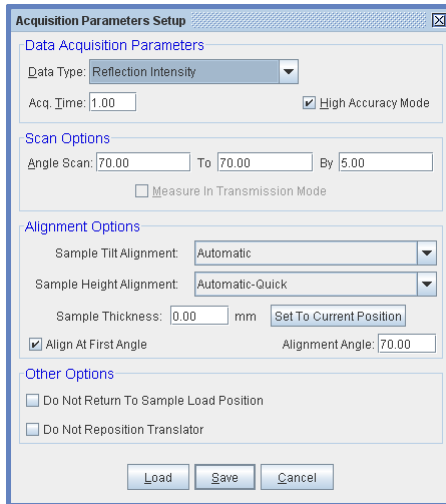 Acquisition Parameters Setup
Data Acquisition Parameters
Data Type: Reflection Intensity
Acq. Time: 1.00 High Accuracy Mode
Scan Options
Angle Scan: 70.00 To 70.00 By 5.00
Measure In Transmission Mode
Alignment Options
Sample Tilt Alignment: Automatic
Sample Height Alignment: Automatic-Quick
Sample Thickness: 0.00 mm Set To Current Position
Align At First Angle Alignment Angle: 70.00
Other Options
Do Not Return To Sample Load Position
Do Not Reposition Translator
Load Save Cancel